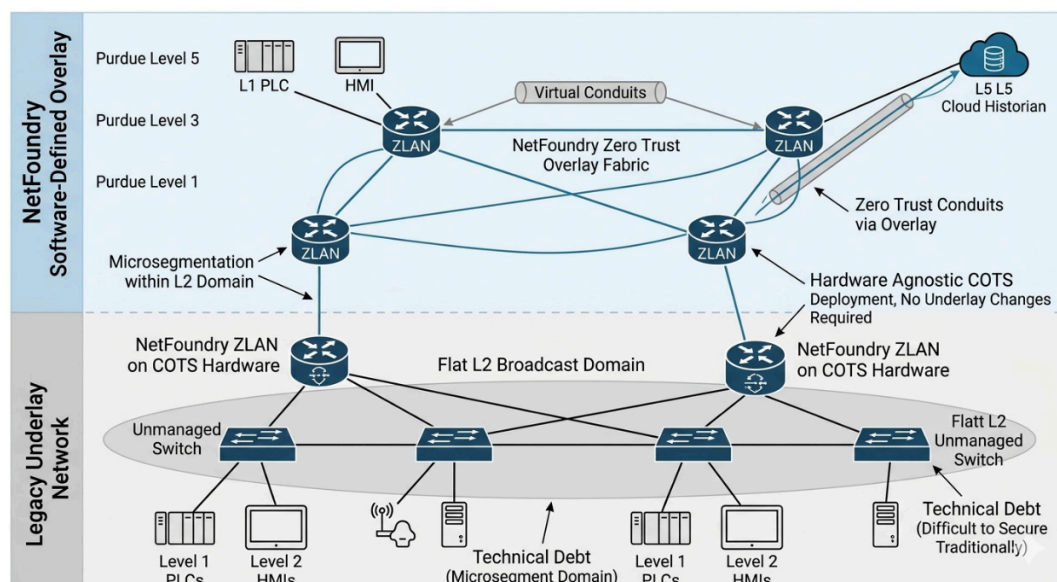 NetFoundry
Software-Defined Overlay
Purdue Level 5
L1 PLC
HMI
Virtual Conduits
L5 L5
Cloud Historian
Purdue Level 3
ZLAN
ZLAN
NetFoundry Zero Trust
Overlay Fabric
Purdue Level 1
Zero Trust Conduits
via Overlay
ZLAN
ZLAN
Microsegmentation
within L2 Domain
Hardware Agnostic COTS
Deployment, No Underlay Changes
Required
Legacy Underlay
Network
NetFoundry ZLAN
on COTS Hardware
Flat L2 Broadcast Domain
NetFoundry ZLAN
on COTS Hardware
Unmanaged
Switch
Flatt L2
Unmanaged
Switch
Level 1
PLCs
Level 2
HMIs
Technical Debt
(Microsegment Domain)
Level 1
PLCs
Level 2
HMIs
Technical Debt
(Difficult to Secure
Traditionally)